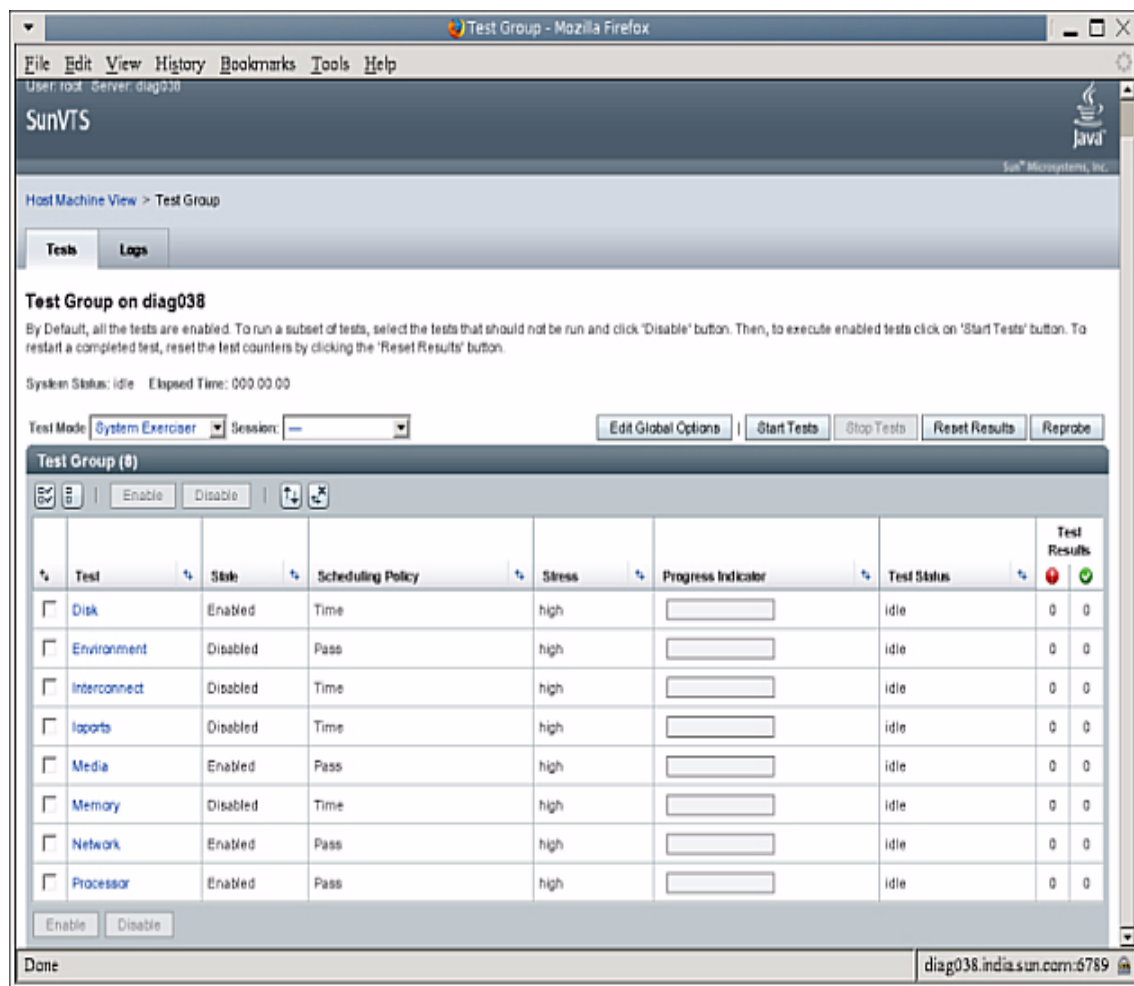 Test Group - Mozilla Firefox
File Edit View History Bookmarks Tools Help
User: root Server: diag038
SunVTS
Java
Sun™ Microsystems, Inc.
Host Machine View > Test Group
Tests Logs
Test Group on diag038
By Default, all the tests are enabled. To run a subset of tests, select the tests that should not be run and click 'Disable' button. Then, to execute enabled tests click on 'Start Tests' button. To
restart a completed test, reset the test counters by clicking the 'Reset Results' button.
System Status: idle Elapsed Time: 000:00:00
Test Mode System Exerciser Session: — Edit Global Options | Start Tests Stop Tests Reset Results Reprobe
Test Group (8)
Enable Disable
Test
Results
Test State Scheduling Policy Stress Progress Indicator Test Status
Disk Enabled Time high idle 0 0
Environment Disabled Pass high idle 0 0
Interconnect Disabled Time high idle 0 0
Ioports Disabled Time high idle 0 0
Media Enabled Pass high idle 0 0
Memory Disabled Time high idle 0 0
Network Enabled Pass high idle 0 0
Processor Enabled Pass high idle 0 0
Enable Disable
Done diag038.india.sun.com:6789